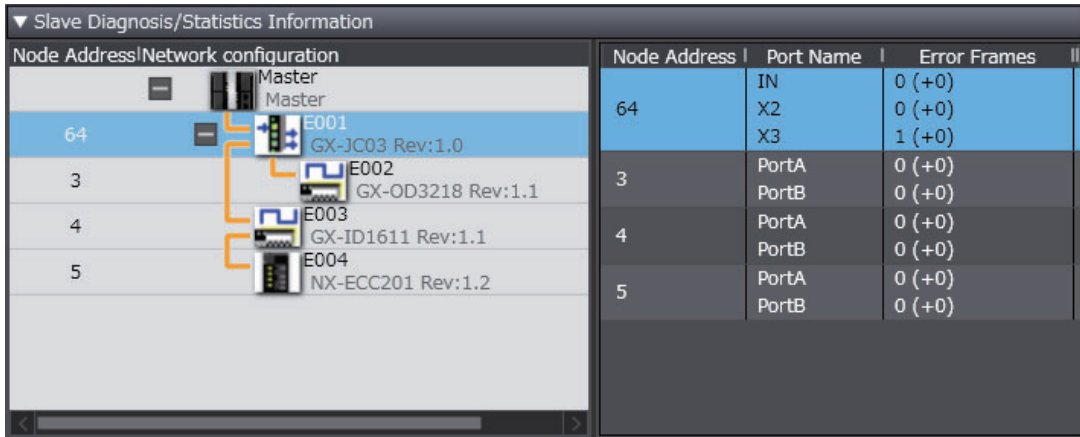 ▼ Slave Diagnosis/Statistics Information
Node Address Network configuration
Master
Master
64 E001
GX-JC03 Rev:1.0
3 E002
GX-OD3218 Rev:1.1
4 E003
GX-ID1611 Rev:1.1
5 E004
NX-ECC201 Rev:1.2
Node Address Port Name Error Frames
64 IN 0 (+0)
X2 0 (+0)
X3 1 (+0)
3 PortA 0 (+0)
PortB 0 (+0)
4 PortA 0 (+0)
PortB 0 (+0)
5 PortA 0 (+0)
PortB 0 (+0)